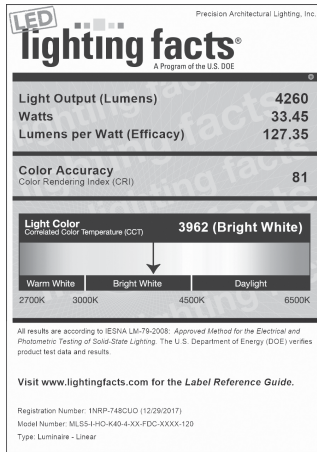 Precision Architectural Lighting, Inc.
LED
lighting facts®
A Program of the U.S. DOE
Light Output (Lumens) 4260
Watts 33.45
Lumens per Watt (Efficacy) 127.35
Color Accuracy
Color Rendering Index (CRI) 81
Light Color
Correlated Color Temperature (CCT) 3962 (Bright White)
Warm White Bright White Daylight
2700K 3000K 4500K 6500K
All results are according to IESNA LM-79-2008: Approved Method for the Electrical and
Photometric Testing of Solid-State Lighting. The U.S. Department of Energy (DOE) verifies
product test data and results.
Visit www.lightingfacts.com for the Label Reference Guide.
Registration Number: 1NRP-748CUO (12/29/2017)
Model Number: MLS5-I-HO-K40-4-XX-FDC-XXXX-120
Type: Luminaire - Linear